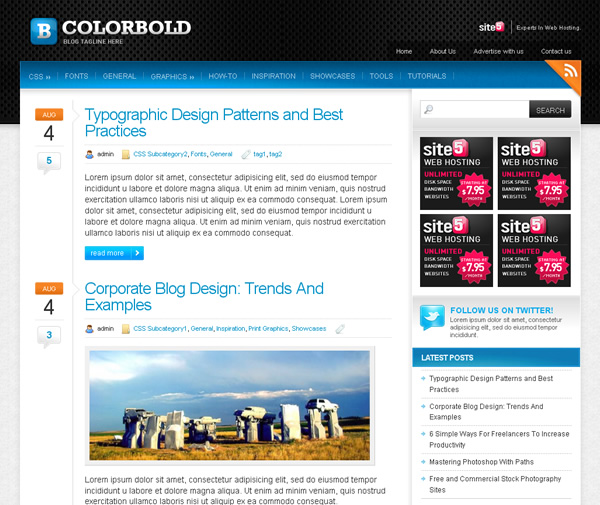 B COLORBOLD
BLOG TAGLINE HERE
site5 Experts In Web Hosting.
Home About Us Advertise with us Contact us
CSS » FONTS GENERAL GRAPHICS » HOW-TO INSPIRATION SHOWCASES TOOLS TUTORIALS
AUG
4
5
Typographic Design Patterns and Best
Practices
admin CSS Subcategory2, Fonts, General tag1, tag2
Lorem ipsum dolor sit amet, consectetur adipisicing elit, sed do eiusmod tempor
incididunt u labore et dolore magna aliqua. Ut enim ad minim veniam, quis nostrud
exercitation ullamco laboris nisi ut aliquip ex ea commodo consequat. Lorem ipsum
dolor sit amet, consectetur adipisicing elit, sed do eiusmod tempor incididunt u
labore et dolore magna aliqua. Ut enim ad minim veniam, quis nostrud exercitation
ullamco laboris nisi ut aliquip ex ea commodo consequat.
read more
AUG
4
3
Corporate Blog Design: Trends And
Examples
admin CSS Subcategory1, General, Inspiration, Print Graphics, Showcases
Lorem ipsum dolor sit amet, consectetur adipisicing elit, sed do eiusmod tempor
incididunt u labore et dolore magna aliqua. Ut enim ad minim veniam, quis nostrud
SEARCH
site5
WEB HOSTING
UNLIMITED
DISK SPACE
BANDWIDTH
WEBSITES
STARTING AT
$7.95
/MONTH
site5
WEB HOSTING
UNLIMITED
DISK SPACE
BANDWIDTH
WEBSITES
STARTING AT
$7.95
/MONTH
site5
WEB HOSTING
UNLIMITED
DISK SPACE
BANDWIDTH
WEBSITES
STARTING AT
$7.95
/MONTH
site5
WEB HOSTING
UNLIMITED
DISK SPACE
BANDWIDTH
WEBSITES
STARTING AT
$7.95
/MONTH
FOLLOW US ON TWITTER!
Lorem ipsum dolor sit amet, consectetur
adipisicing elit, sed do eiusmod tempor
incididunt.
LATEST POSTS
Typographic Design Patterns and Best
Practices
Corporate Blog Design: Trends And
Examples
6 Simple Ways For Freelancers To Increase
Productivity
Mastering Photoshop With Paths
Free and Commercial Stock Photography
Sites